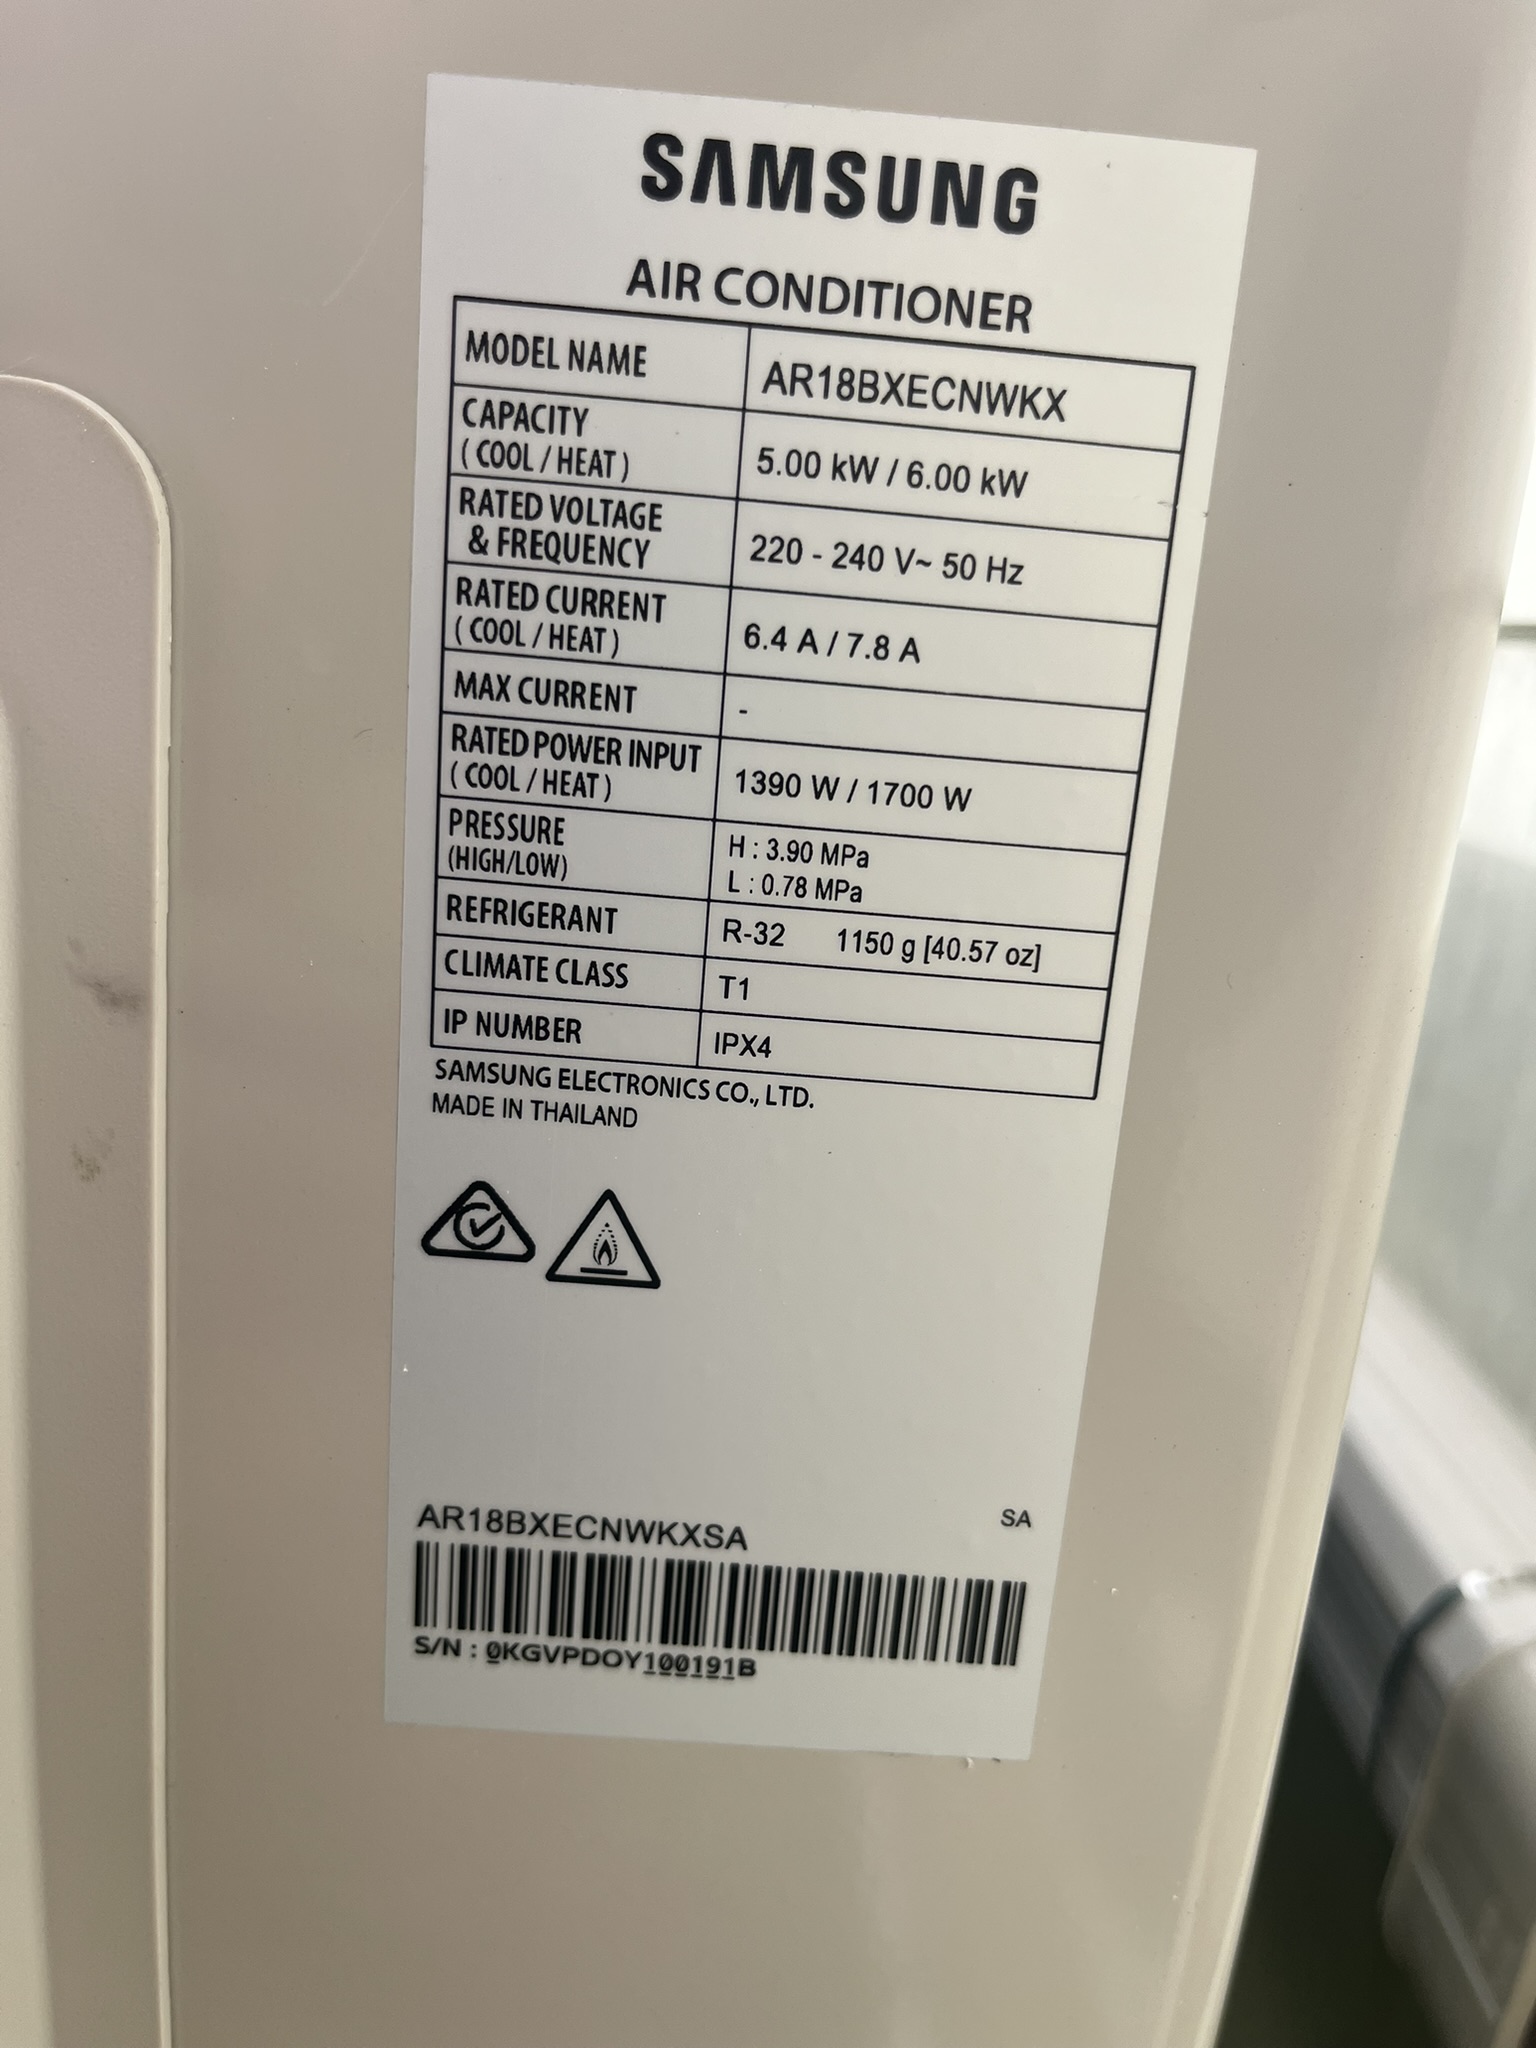 SAMSUNG
AIR CONDITIONER
MODEL NAME AR18BXECNWKX
CAPACITY
( COOL / HEAT ) 5.00 kW / 6.00 kW
RATED VOLTAGE
& FREQUENCY 220 - 240 V~ 50 Hz
RATED CURRENT
( COOL / HEAT ) 6.4 A / 7.8 A
MAX CURRENT -
RATED POWER INPUT
( COOL / HEAT ) 1390 W / 1700 W
PRESSURE
(HIGH/LOW)
H : 3.90 MPa
L : 0.78 MPa
REFRIGERANT R-32 1150 g [40.57 oz]
CLIMATE CLASS T1
IP NUMBER IPX4
SAMSUNG ELECTRONICS CO., LTD.
MADE IN THAILAND
AR18BXECNWKXSA SA
S/N : 0KGVPDOY100191B